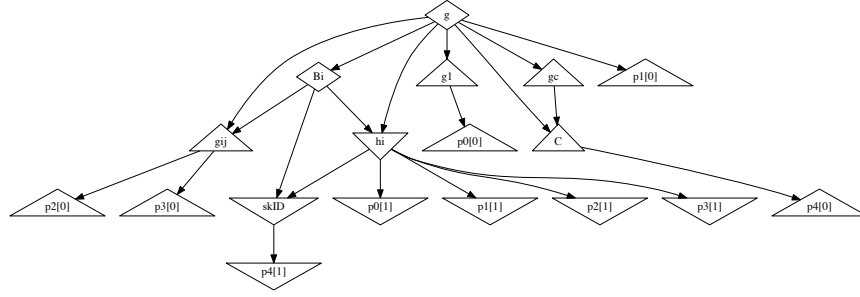 g
Bi
g1
gc
p1[0]
gij
hi
p0[0]
C
p2[0]
p3[0]
skID
p0[1]
p1[1]
p2[1]
p3[1]
p4[0]
p4[1]